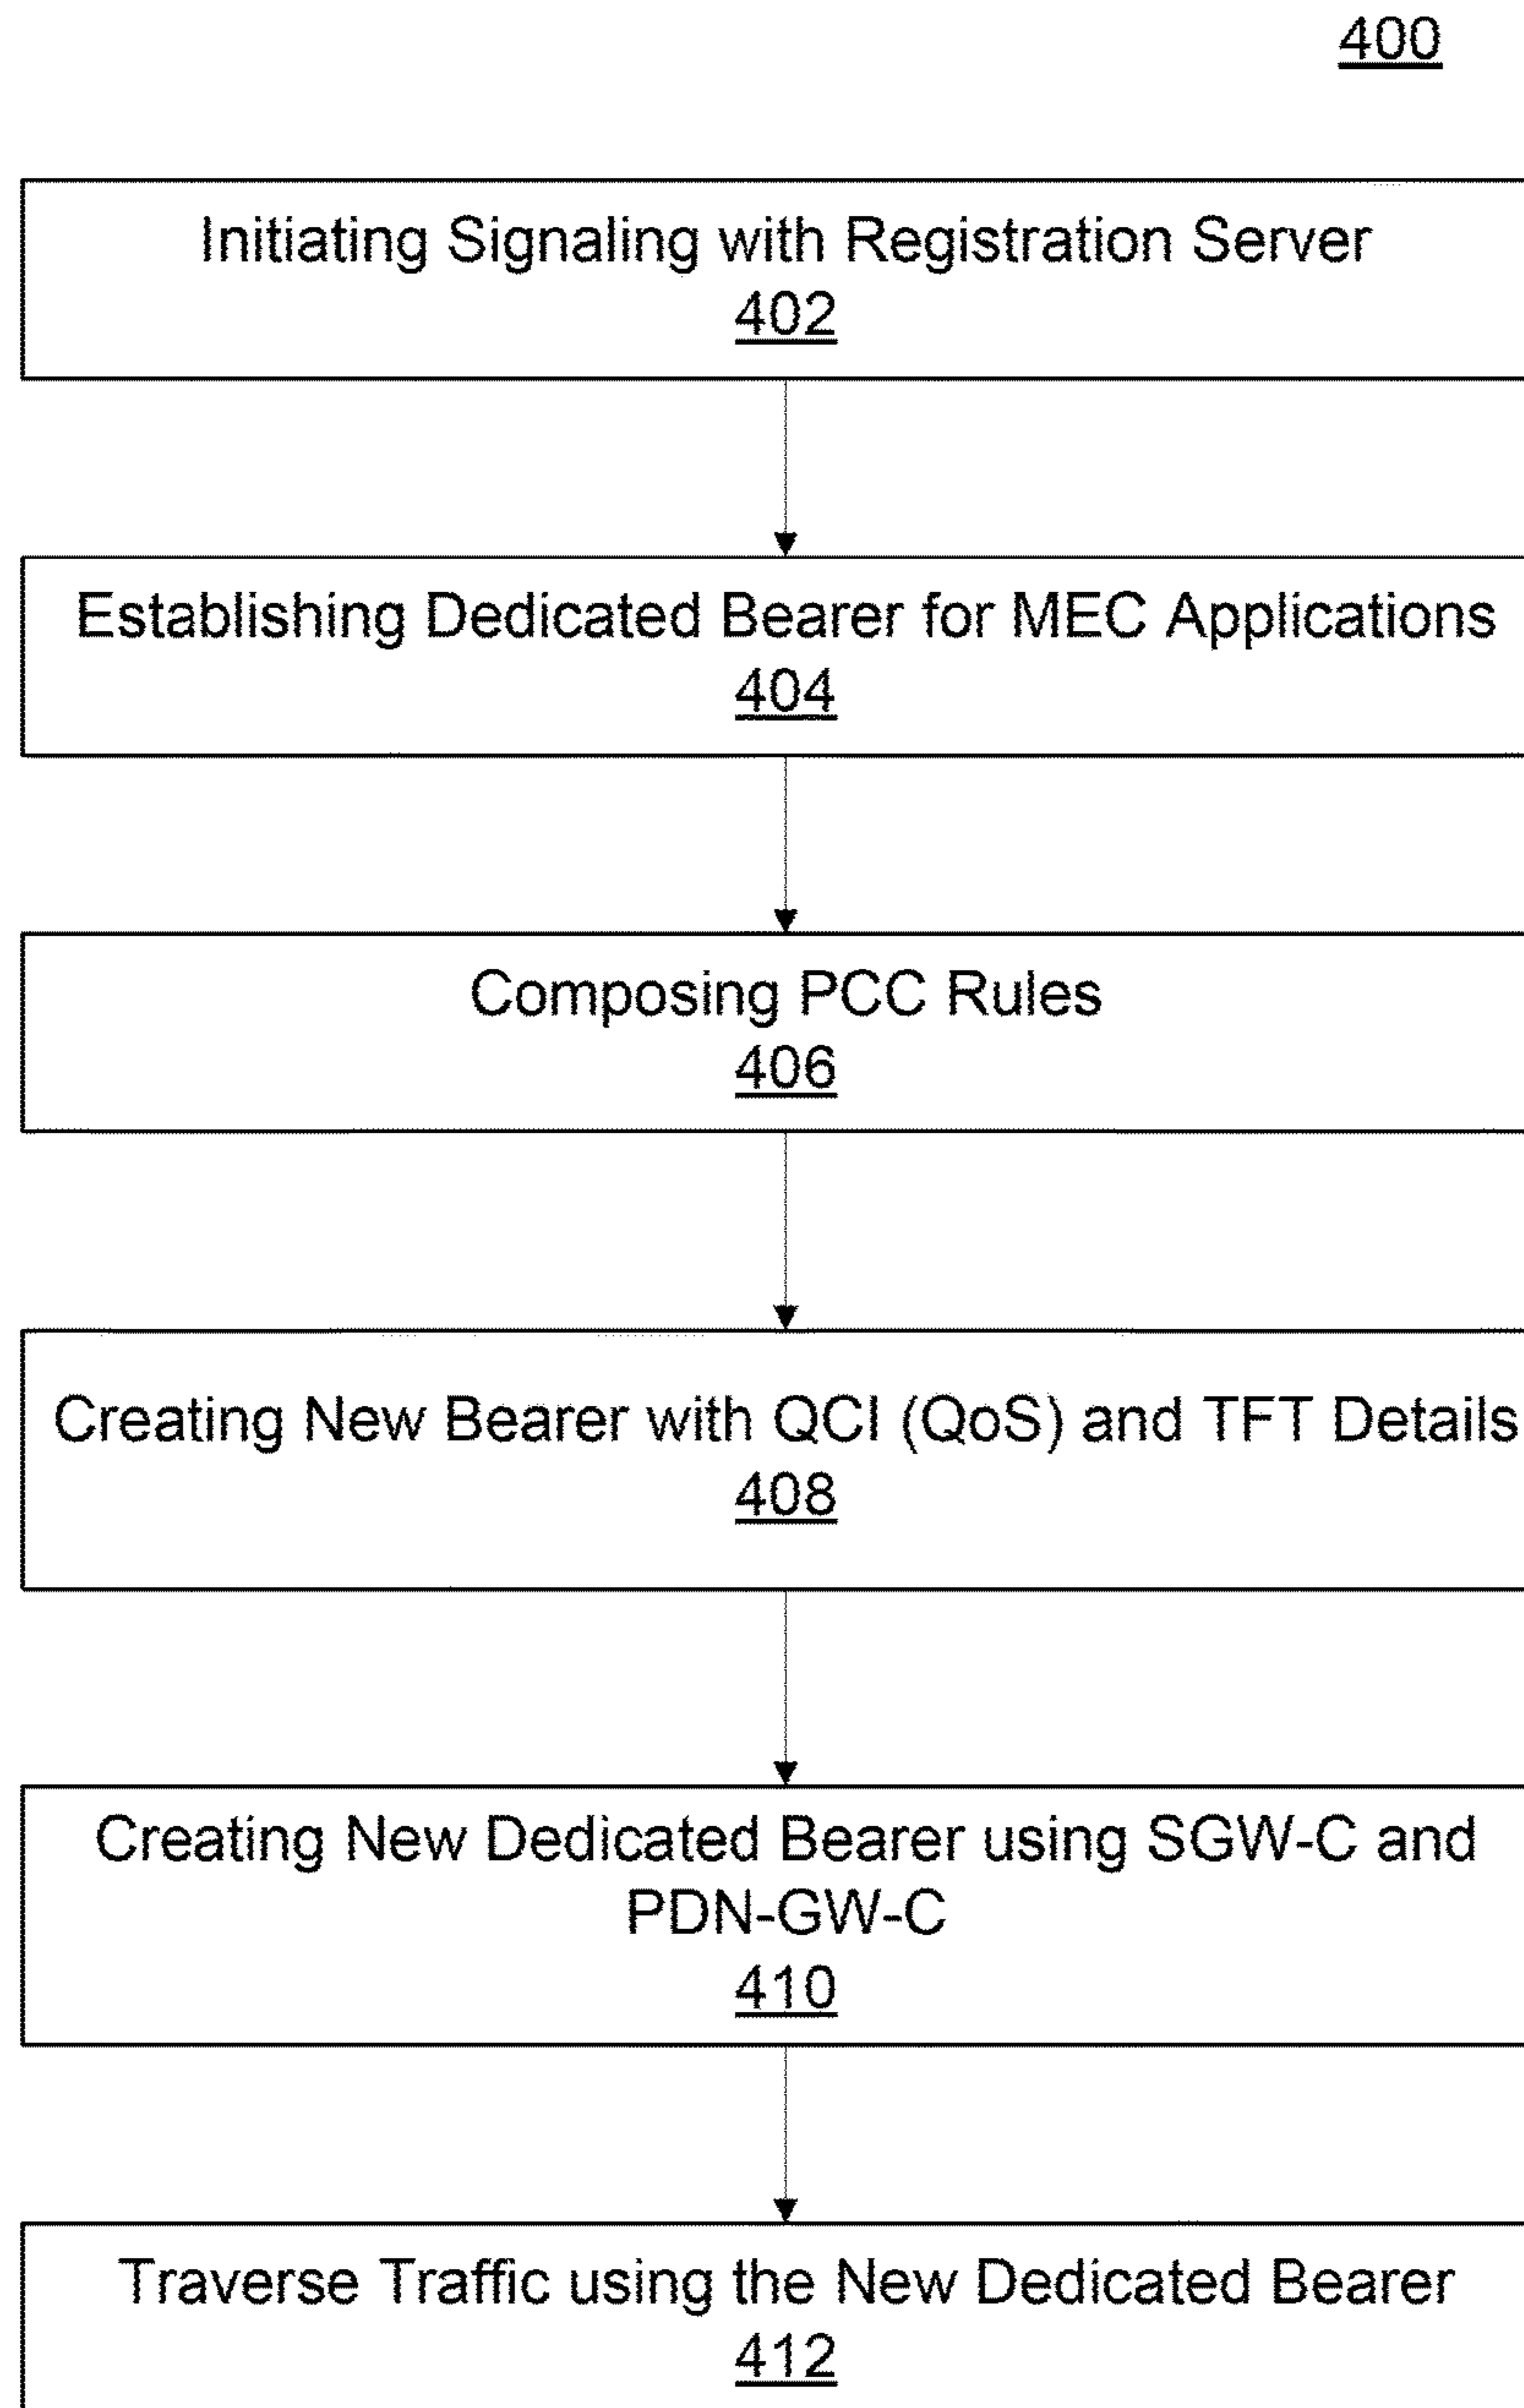 400
Initiating Signaling with Registration Server
402
Establishing Dedicated Bearer for MEC Applications
404
Composing PCC Rules
406
Creating New Bearer with QCI (QoS) and TFT Details
408
Creating New Dedicated Bearer using SGW-C and
PDN-GW-C
410
Traverse Traffic using the New Dedicated Bearer
412